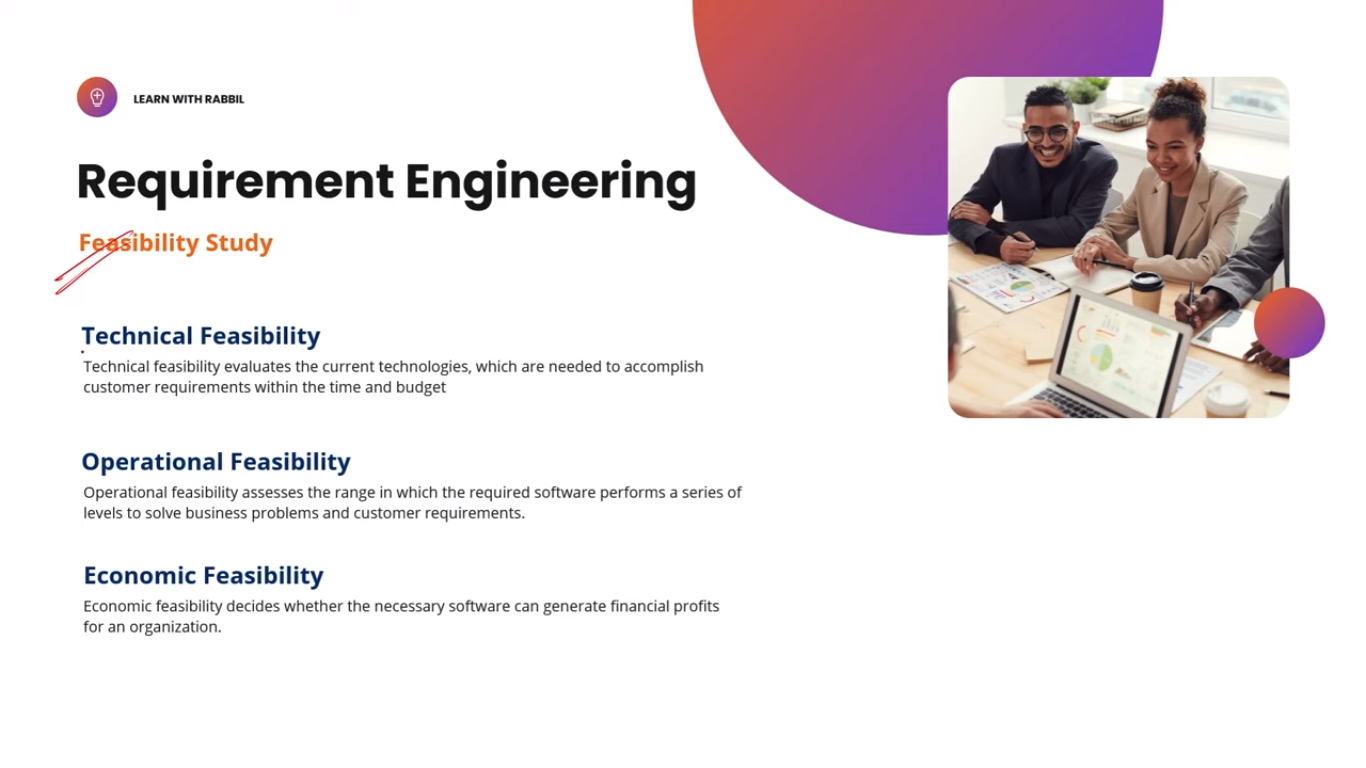 LEARN WITH RABBIL
Requirement Engineering
Feasibility Study
Technical Feasibility
Technical feasibility evaluates the current technologies, which are needed to accomplish
customer requirements within the time and budget
Operational Feasibility
Operational feasibility assesses the range in which the required software performs a series of
levels to solve business problems and customer requirements.
Economic Feasibility
Economic feasibility decides whether the necessary software can generate financial profits
for an organization.